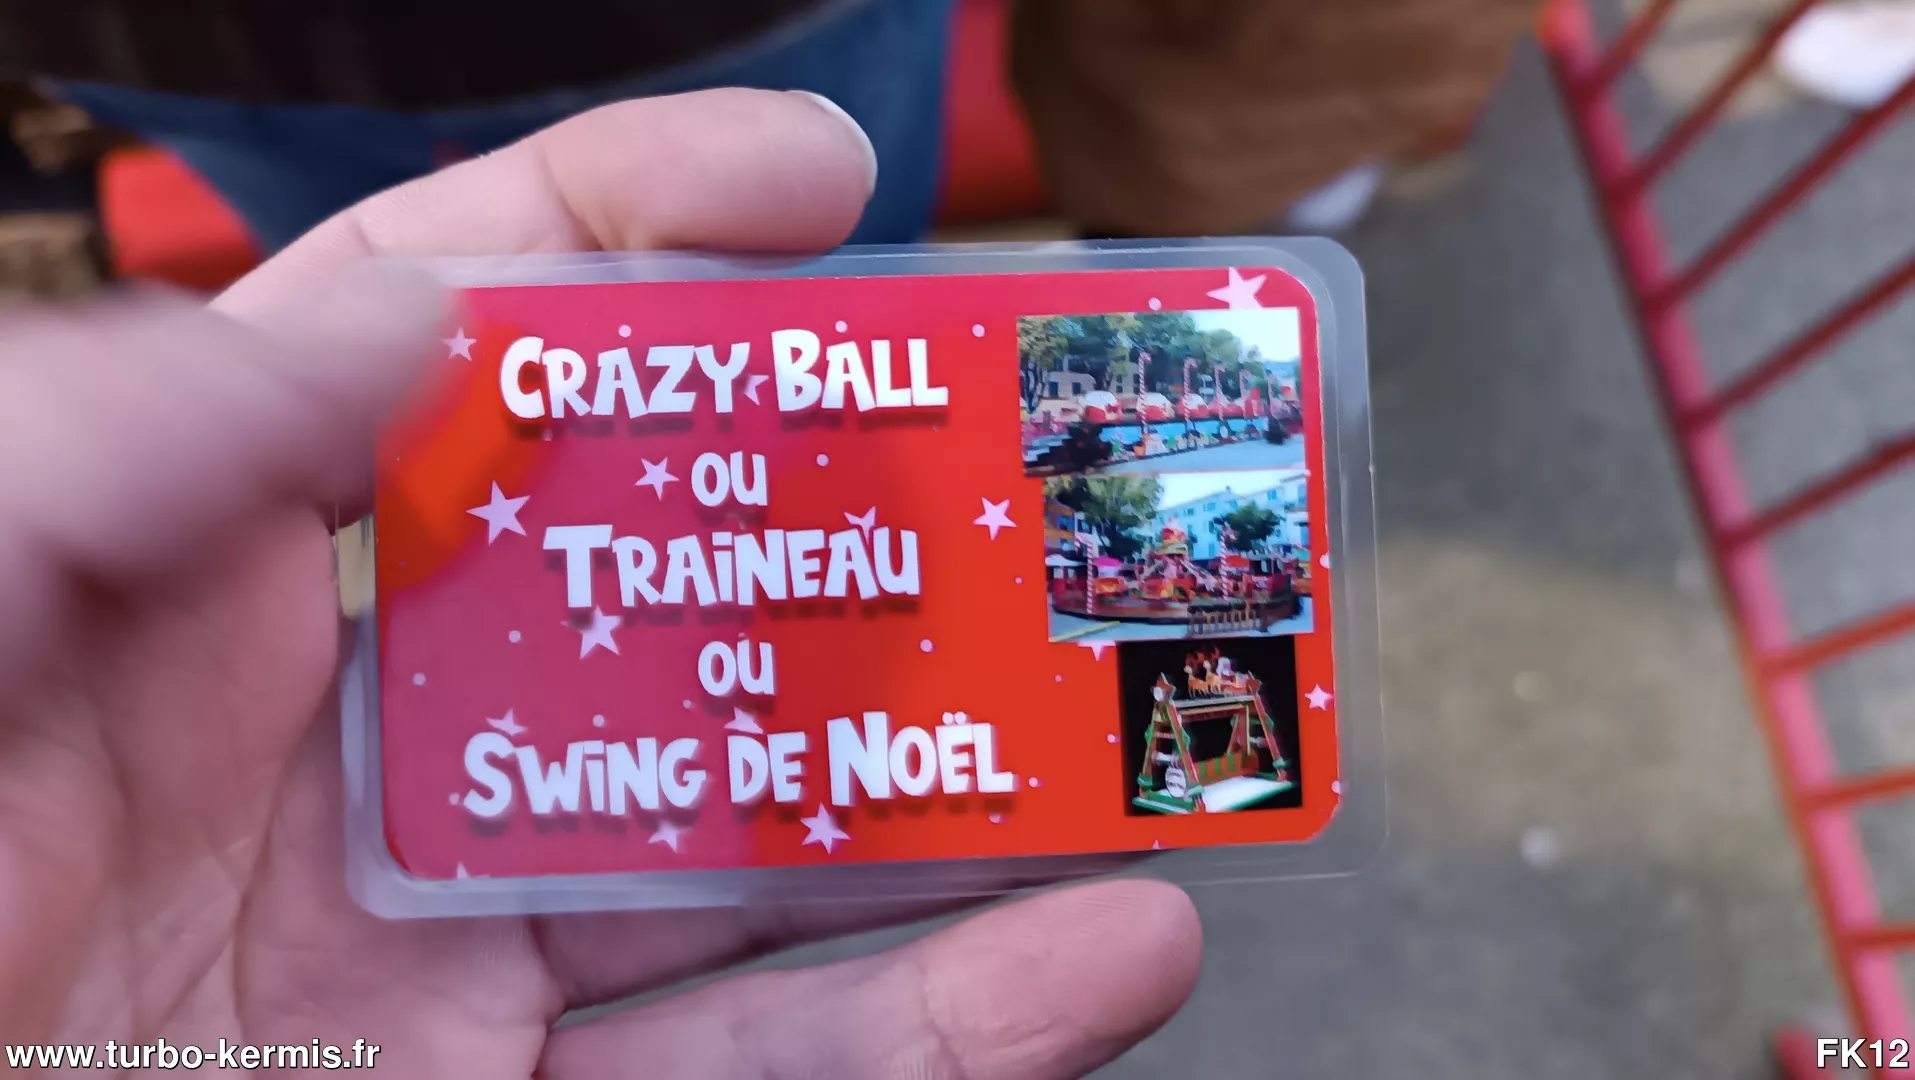 CRAZY BALL
OU
TRAiNEAU
OU
SWiNG DE NOËL
www.turbo-kermis.fr
FK12